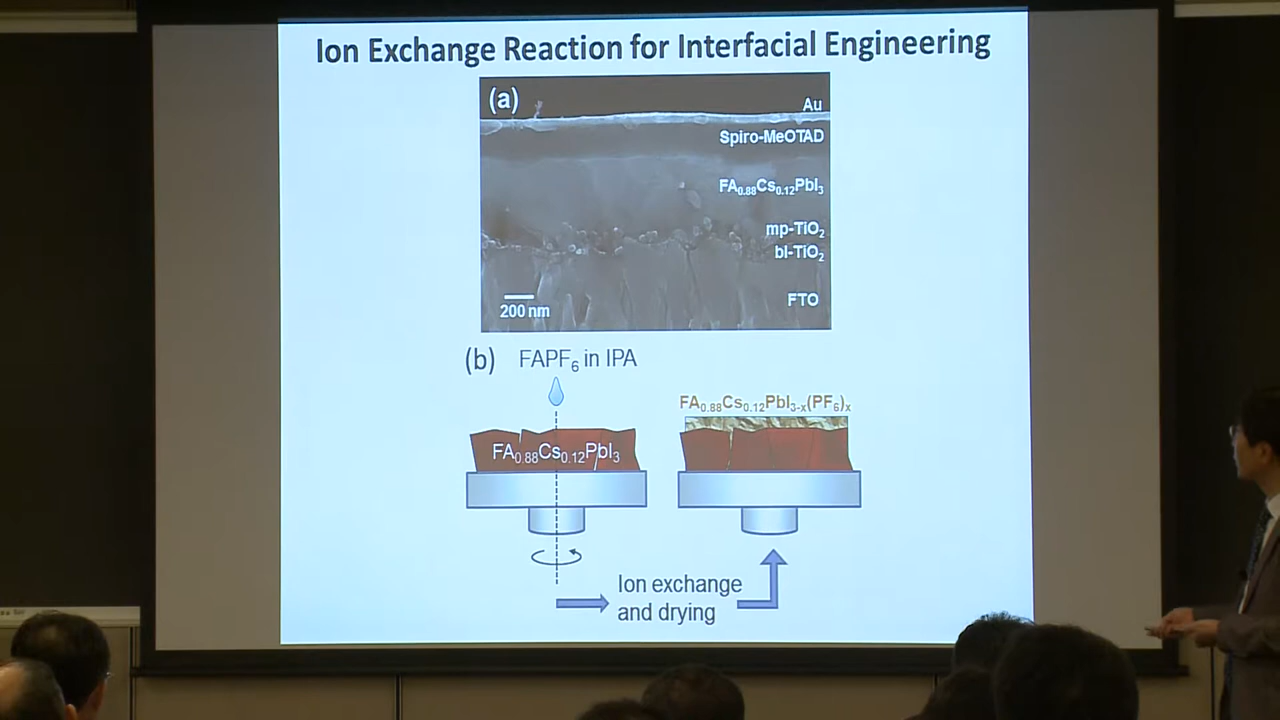 Ion Exchange Reaction for Interfacial Engineering
(a)
Au
Spiro-MeOTAD
FA₀.₈₈Cs₀.₁₂PbI₃
mp-TiO₂
bl-TiO₂
FTO
200 nm
(b) FAPF₆ in IPA
FA₀.₈₈Cs₀.₁₂PbI₃₋ₓ(PF₆)ₓ
FA₀.₈₈Cs₀.₁₂PbI₃
Ion exchange
and drying